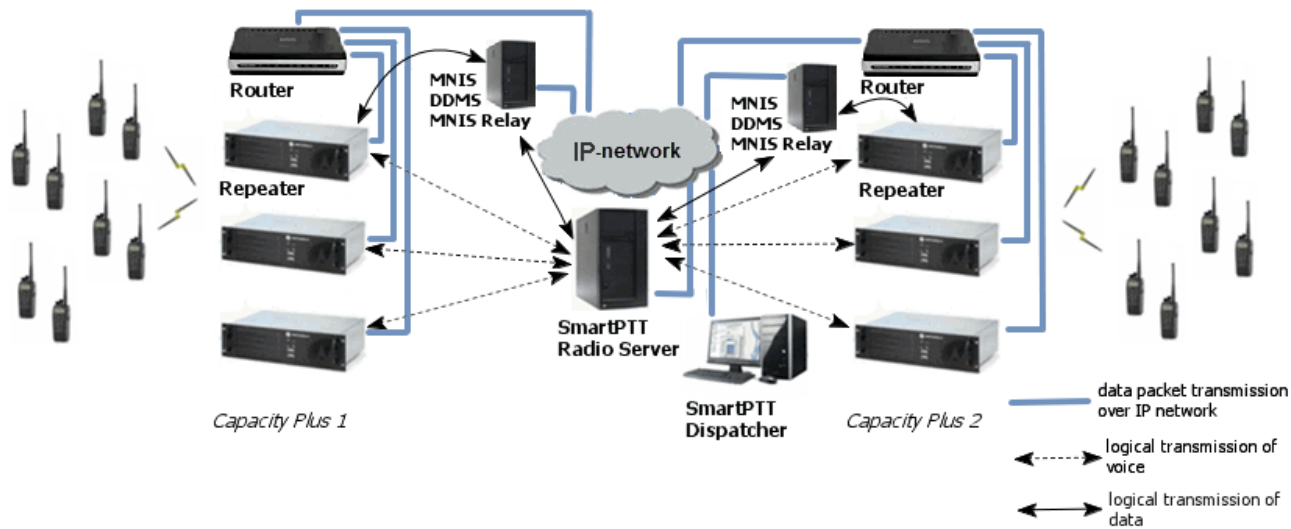 Router
MNIS
DDMS
MNIS Relay
Repeater
IP-network
MNIS
DDMS
MNIS Relay
Router
Repeater
SmartPTT
Radio Server
SmartPTT
Dispatcher
Capacity Plus 1
Capacity Plus 2
data packet transmission
over IP network
logical transmission of
voice
logical transmission of
data